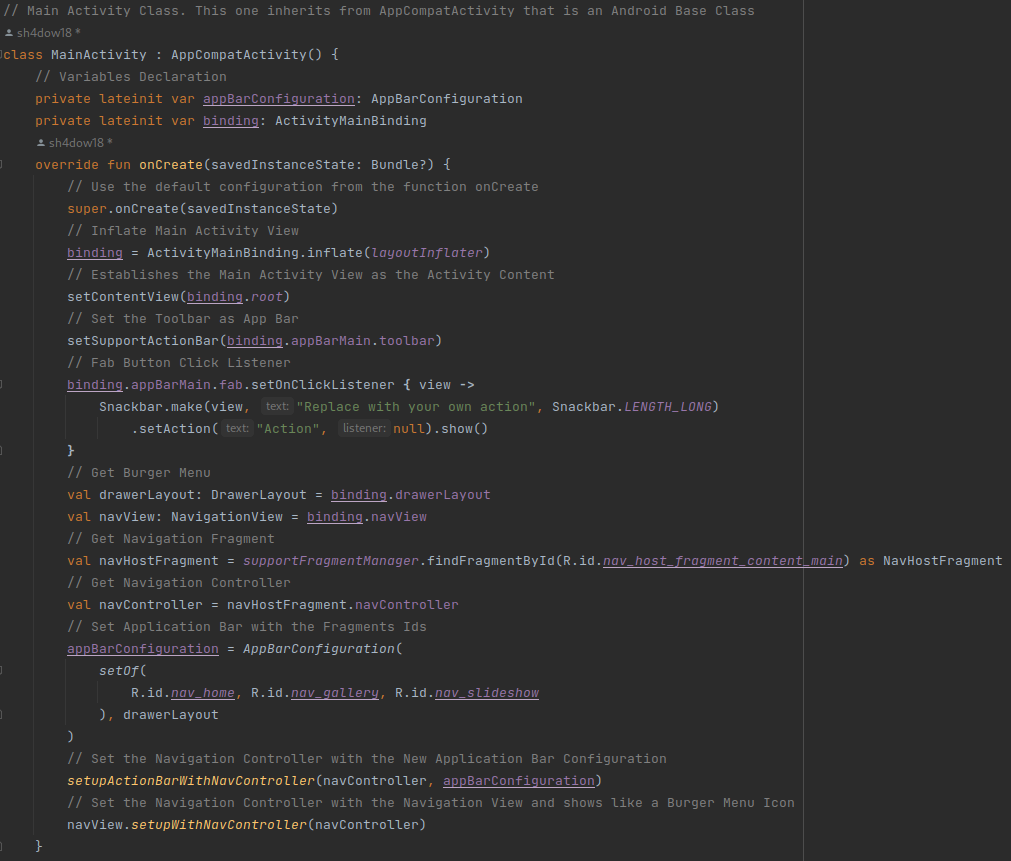 // Main Activity Class. This one inherits from AppCompatActivity that is an Android Base Class
sh4dow18 *
class MainActivity : AppCompatActivity() {
// Variables Declaration
private lateinit var appBarConfiguration: AppBarConfiguration
private lateinit var binding: ActivityMainBinding
sh4dow18 *
override fun onCreate(savedInstanceState: Bundle?) {
// Use the default configuration from the function onCreate
super.onCreate(savedInstanceState)
// Inflate Main Activity View
binding = ActivityMainBinding.inflate(layoutInflater)
// Establishes the Main Activity View as the Activity Content
setContentView(binding.root)
// Set the Toolbar as App Bar
setSupportActionBar(binding.appBarMain.toolbar)
// Fab Button Click Listener
binding.appBarMain.fab.setOnClickListener { view ->
Snackbar.make(view, text: "Replace with your own action", Snackbar.LENGTH_LONG)
.setAction( text: "Action", listener: null).show()
}
// Get Burger Menu
val drawerLayout: DrawerLayout = binding.drawerLayout
val navView: NavigationView = binding.navView
// Get Navigation Fragment
val navHostFragment = supportFragmentManager.findFragmentById(R.id.nav_host_fragment_content_main) as NavHostFragment
// Get Navigation Controller
val navController = navHostFragment.navController
// Set Application Bar with the Fragments Ids
appBarConfiguration = AppBarConfiguration(
setOf(
R.id.nav_home, R.id.nav_gallery, R.id.nav_slideshow
), drawerLayout
)
// Set the Navigation Controller with the New Application Bar Configuration
setupActionBarWithNavController(navController, appBarConfiguration)
// Set the Navigation Controller with the Navigation View and shows like a Burger Menu Icon
navView.setupWithNavController(navController)
}